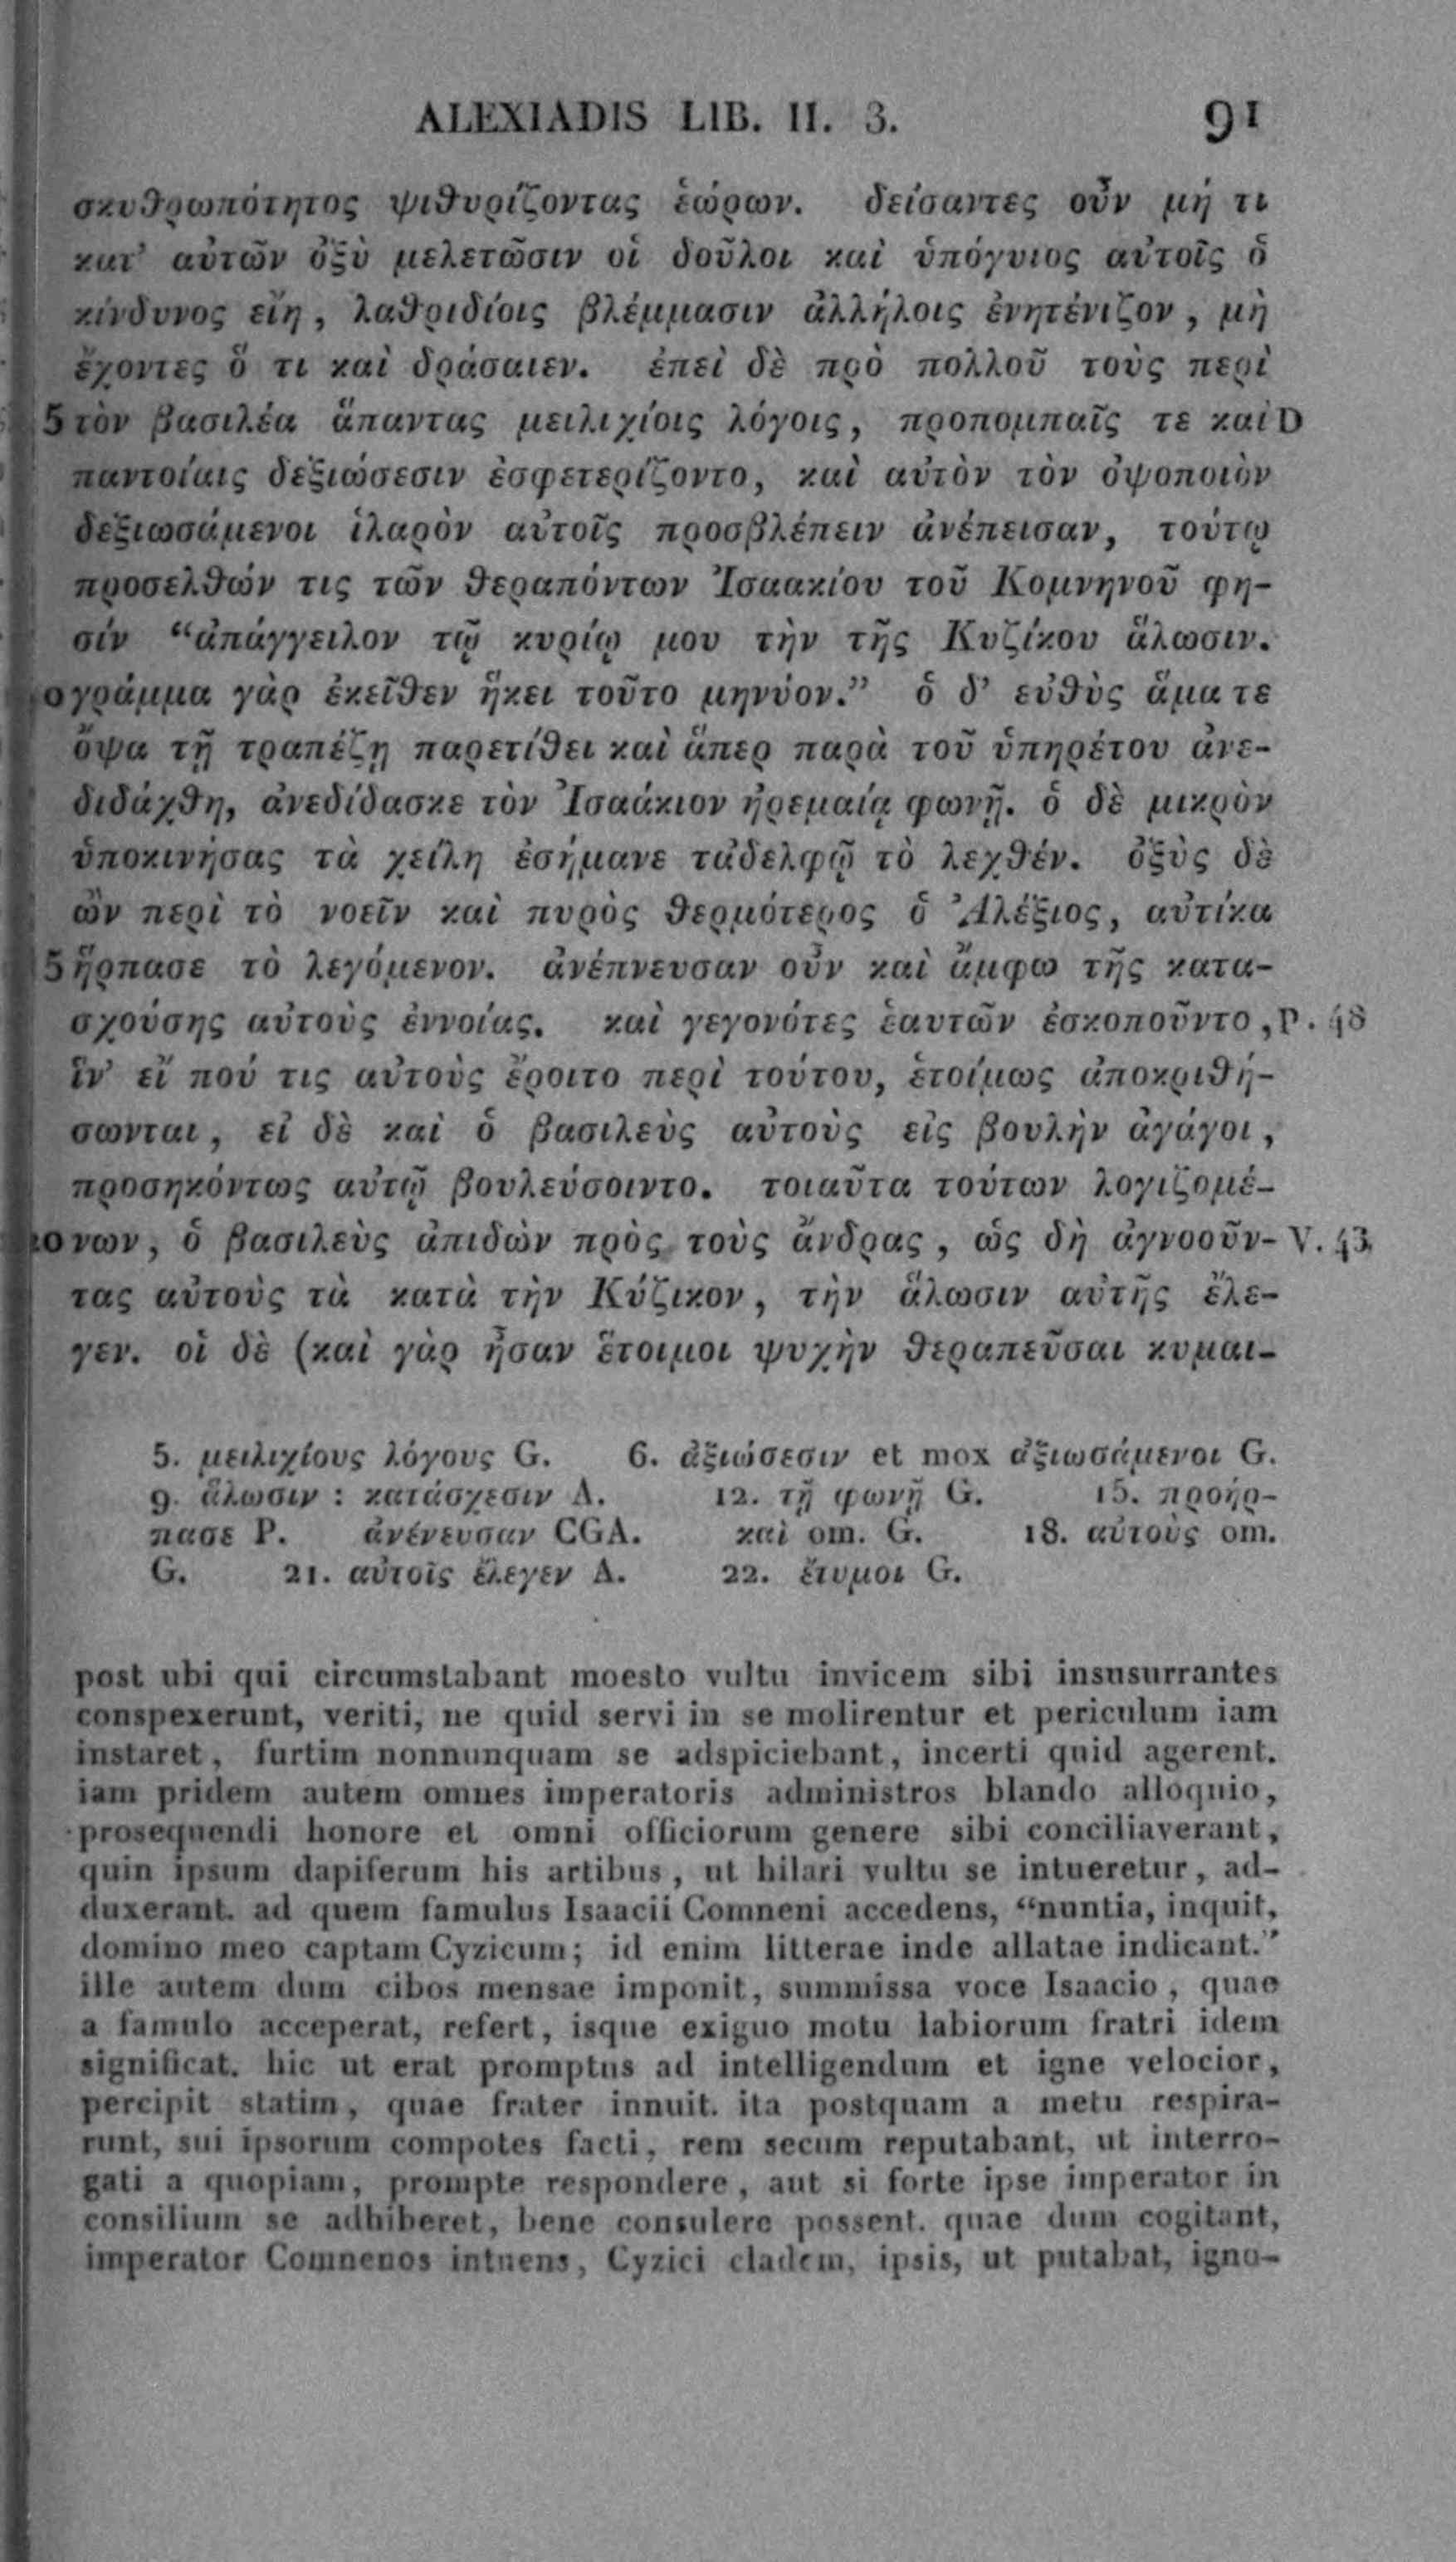 ALEXIADIS LIB. II. 3. 91
σκυθρωπότητος ψιθυρίζοντας ἑώρων. δείσαντες οὖν μή τι
κατ' αὐτῶν ὀξὺ μελετῶσιν οἱ δοῦλοι καὶ ὑπόγυιος αὐτοῖς ὁ
κίνδυνος εἴη, λαθριδίοις βλέμμασιν ἀλλήλοις ἐνητένιζον, μὴ
ἔχοντες ὅ τι καὶ δράσαιεν. ἐπεὶ δὲ πρὸ πολλοῦ τοὺς περὶ
5 τὸν βασιλέα ἅπαντας μειλιχίοις λόγοις, προπομπαῖς τε καὶ D
παντοίαις δεξιώσεσιν ἐσφετερίζοντο, καὶ αὐτὸν τὸν ὀψοποιὸν
δεξιωσάμενοι ἱλαρὸν αὐτοῖς προσβλέπειν ἀνέπεισαν, τούτῳ
προσελθών τις τῶν θεραπόντων Ἰσαακίου τοῦ Κομνηνοῦ φη-
σίν “ἀπάγγειλον τῷ κυρίῳ μου τὴν τῆς Κυζίκου ἅλωσιν.
10 γράμμα γὰρ ἐκεῖθεν ἥκει τοῦτο μηνύον.” ὁ δ' εὐθὺς ἅμα τε
ὄψα τῇ τραπέζῃ παρετίθει καὶ ἅπερ παρὰ τοῦ ὑπηρέτου ἀνε-
διδάχθη, ἀνεδίδασκε τὸν Ἰσαάκιον ἠρεμαίᾳ φωνῇ. ὁ δὲ μικρὸν
ὑποκινήσας τὰ χείλη ἐσήμανε τἀδελφῷ τὸ λεχθέν. ὀξὺς δὲ
ὢν περὶ τὸ νοεῖν καὶ πυρὸς θερμότερος ὁ Ἀλέξιος, αὐτίκα
5 ἥρπασε τὸ λεγόμενον. ἀνέπνευσαν οὖν καὶ ἄμφω τῆς κατα-
σχούσης αὐτοὺς ἐννοίας. καὶ γεγονότες ἑαυτῶν ἐσκοποῦντο, P. 48
ἵν' εἴ πού τις αὐτοὺς ἔροιτο περὶ τούτου, ἑτοίμως ἀποκριθή-
σωνται, εἰ δὲ καὶ ὁ βασιλεὺς αὐτοὺς εἰς βουλὴν ἀγάγοι,
προσηκόντως αὐτῷ βουλεύσοιντο. τοιαῦτα τούτων λογιζομέ-
20 νων, ὁ βασιλεὺς ἀπιδὼν πρὸς τοὺς ἄνδρας, ὡς δὴ ἀγνοοῦν- V. 43
τας αὐτοὺς τὰ κατὰ τὴν Κύζικον, τὴν ἅλωσιν αὐτῆς ἔλε-
γεν. οἱ δὲ (καὶ γὰρ ἦσαν ἕτοιμοι ψυχὴν θεραπεῦσαι κυμαι-
5. μειλιχίους λόγους G. 6. ἀξιώσεσιν et mox ἀξιωσάμενοι G.
9. ἅλωσιν : κατάσχεσιν A. 12. τῇ φωνῇ G. 15. προήρ-
πασε P. ἀνένευσαν CGA. καὶ om. G. 18. αὐτοὺς om.
G. 21. αὐτοῖς ἔλεγεν A. 22. ἔτυμοι G.
post ubi qui circumstabant moesto vultu invicem sibi insusurrantes
conspexerunt, veriti, ne quid servi in se molirentur et periculum iam
instaret, furtim nonnunquam se adspiciebant, incerti quid agerent.
iam pridem autem omnes imperatoris administros blando alloquio,
prosequendi honore et omni officiorum genere sibi conciliaverant,
quin ipsum dapiferum his artibus, ut hilari vultu se intueretur, ad-
duxerant. ad quem famulus Isaacii Comneni accedens, “nuntia, inquit,
domino meo captam Cyzicum; id enim litterae inde allatae indicant.”
ille autem dum cibos mensae imponit, summissa voce Isaacio, quae
a famulo acceperat, refert, isque exiguo motu labiorum fratri idem
significat. hic ut erat promptus ad intelligendum et igne velocior,
percipit statim, quae frater innuit. ita postquam a metu respira-
runt, sui ipsorum compotes facti, rem secum reputabant, ut interro-
gati a quopiam, prompte respondere, aut si forte ipse imperator in
consilium se adhiberet, bene consulere possent. quae dum cogitant,
imperator Comnenos intuens, Cyzici cladem, ipsis, ut putabat, igno-